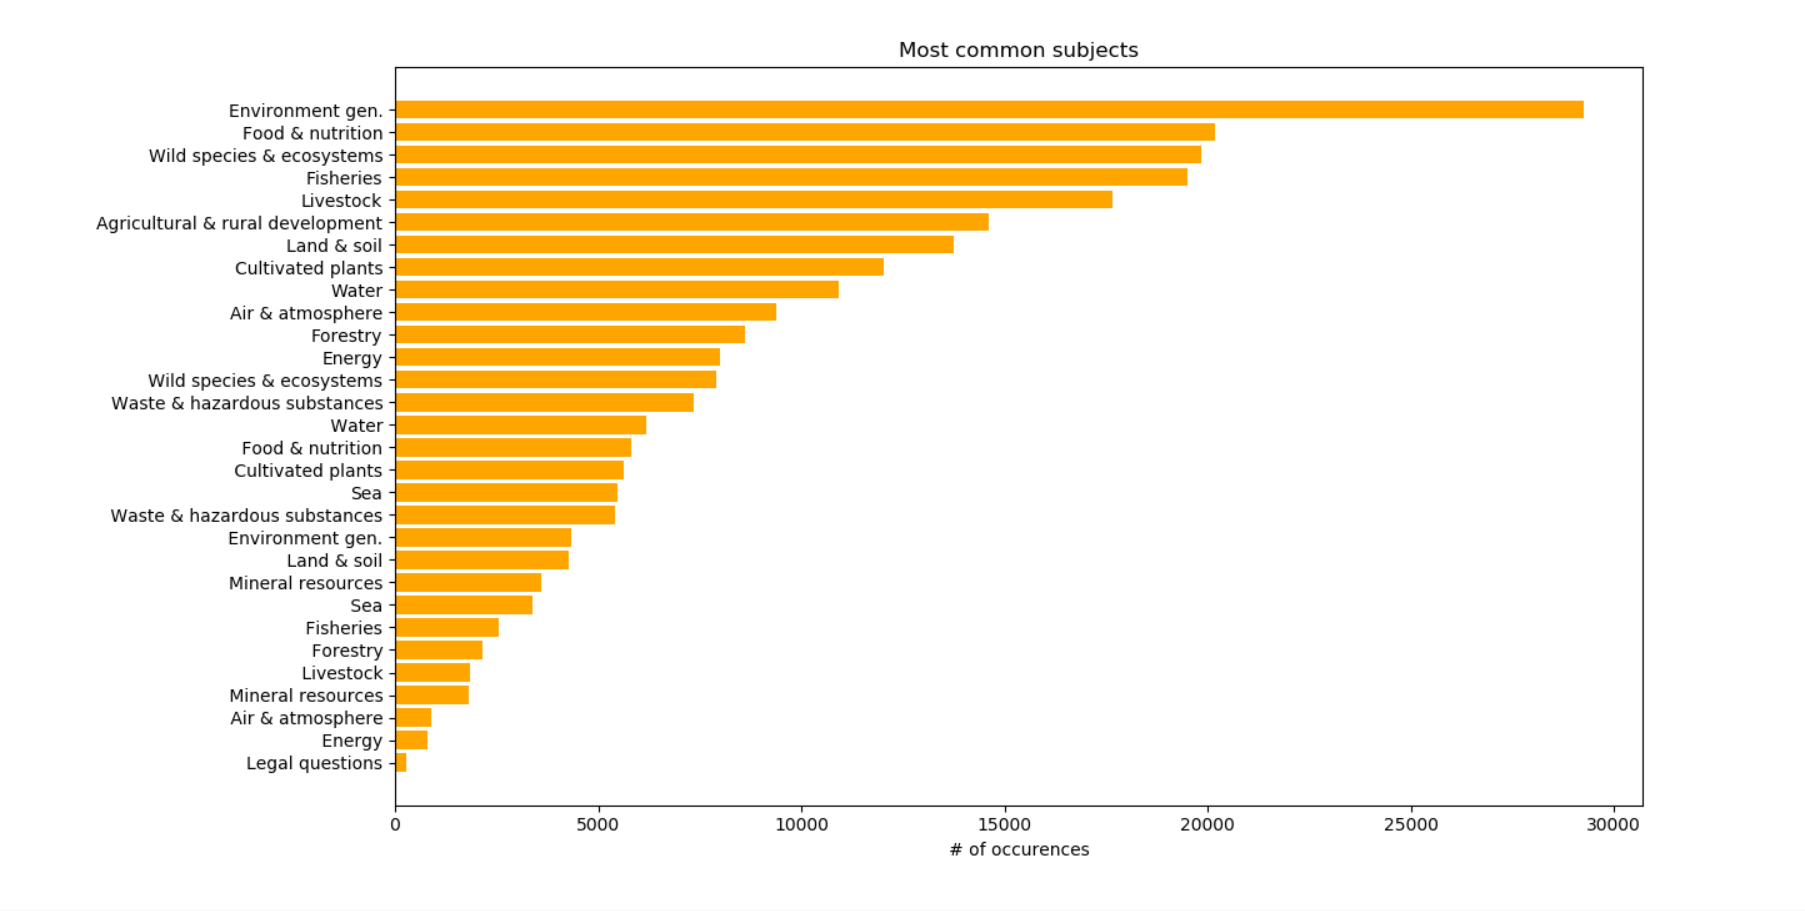 Most common subjects
Environment gen.
Food & nutrition
Wild species & ecosystems
Fisheries
Livestock
Agricultural & rural development
Land & soil
Cultivated plants
Water
Air & atmosphere
Forestry
Energy
Wild species & ecosystems
Waste & hazardous substances
Water
Food & nutrition
Cultivated plants
Sea
Waste & hazardous substances
Environment gen.
Land & soil
Mineral resources
Sea
Fisheries
Forestry
Livestock
Mineral resources
Air & atmosphere
Energy
Legal questions
0 5000 10000 15000 20000 25000 30000
# of occurences